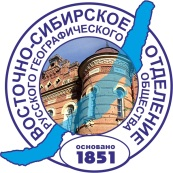 ВОСТОЧНО-СИБИРСКОЕ ОТДЕЛЕНИЕ
РУССКОГО ГЕОГРАФИЧЕСКОГО ОБЩЕСТВА
основано
1851